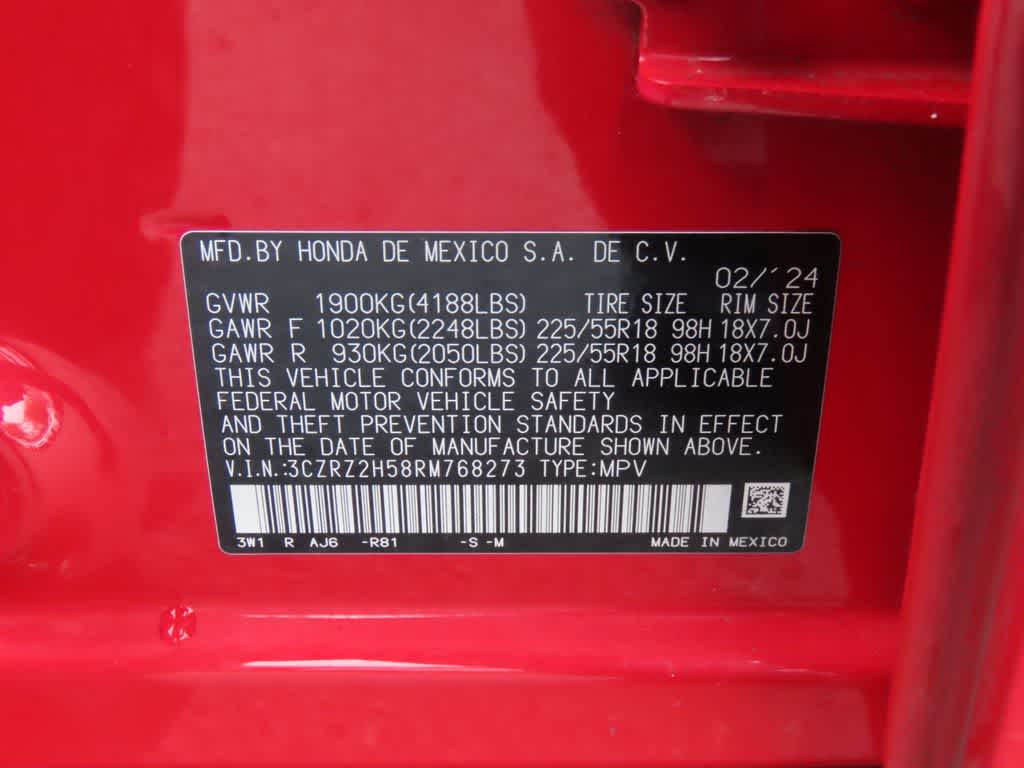 MFD.BY HONDA DE MEXICO S.A. DE C.V.
02/´24
GVWR 1900KG(4188LBS) TIRE SIZE RIM SIZE
GAWR F 1020KG(2248LBS) 225/55R18 98H 18X7.0J
GAWR R 930KG(2050LBS) 225/55R18 98H 18X7.0J
THIS VEHICLE CONFORMS TO ALL APPLICABLE
FEDERAL MOTOR VEHICLE SAFETY
AND THEFT PREVENTION STANDARDS IN EFFECT
ON THE DATE OF MANUFACTURE SHOWN ABOVE.
V.I.N.:3CZRZ2H58RM768273 TYPE:MPV
3W1 R AJ6 -R81 -S -M MADE IN MEXICO